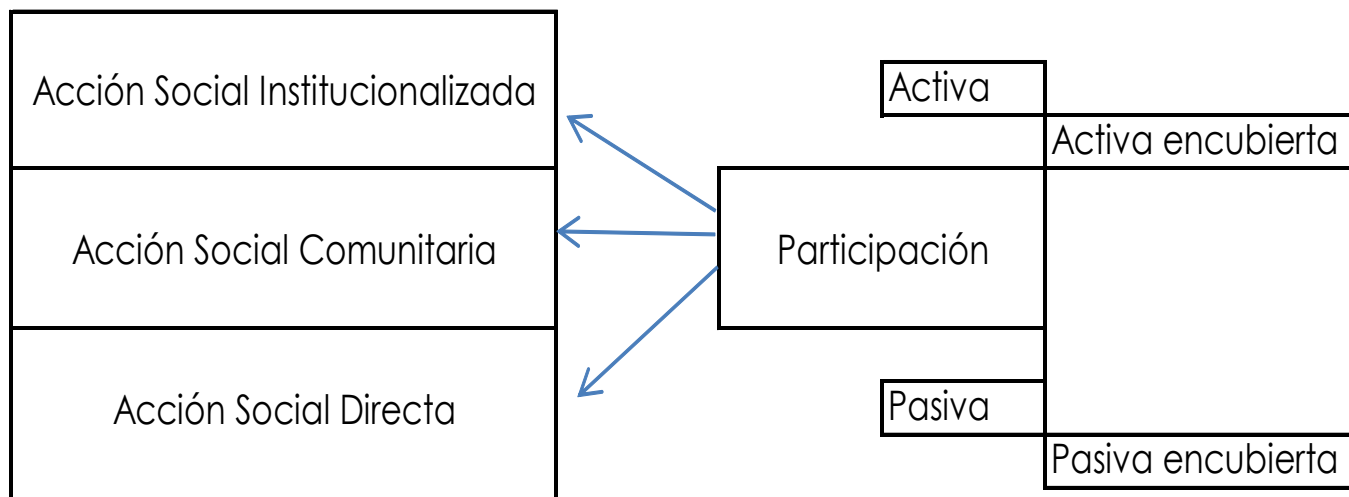 Acción Social Institucionalizada
Acción Social Comunitaria
Acción Social Directa
Participación
Activa
Activa encubierta
Pasiva
Pasiva encubierta